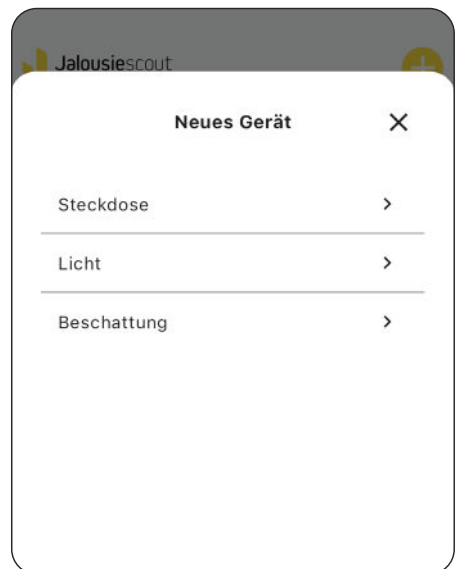 Jalousiescout
Neues Gerät
Steckdose
Licht
Beschattung